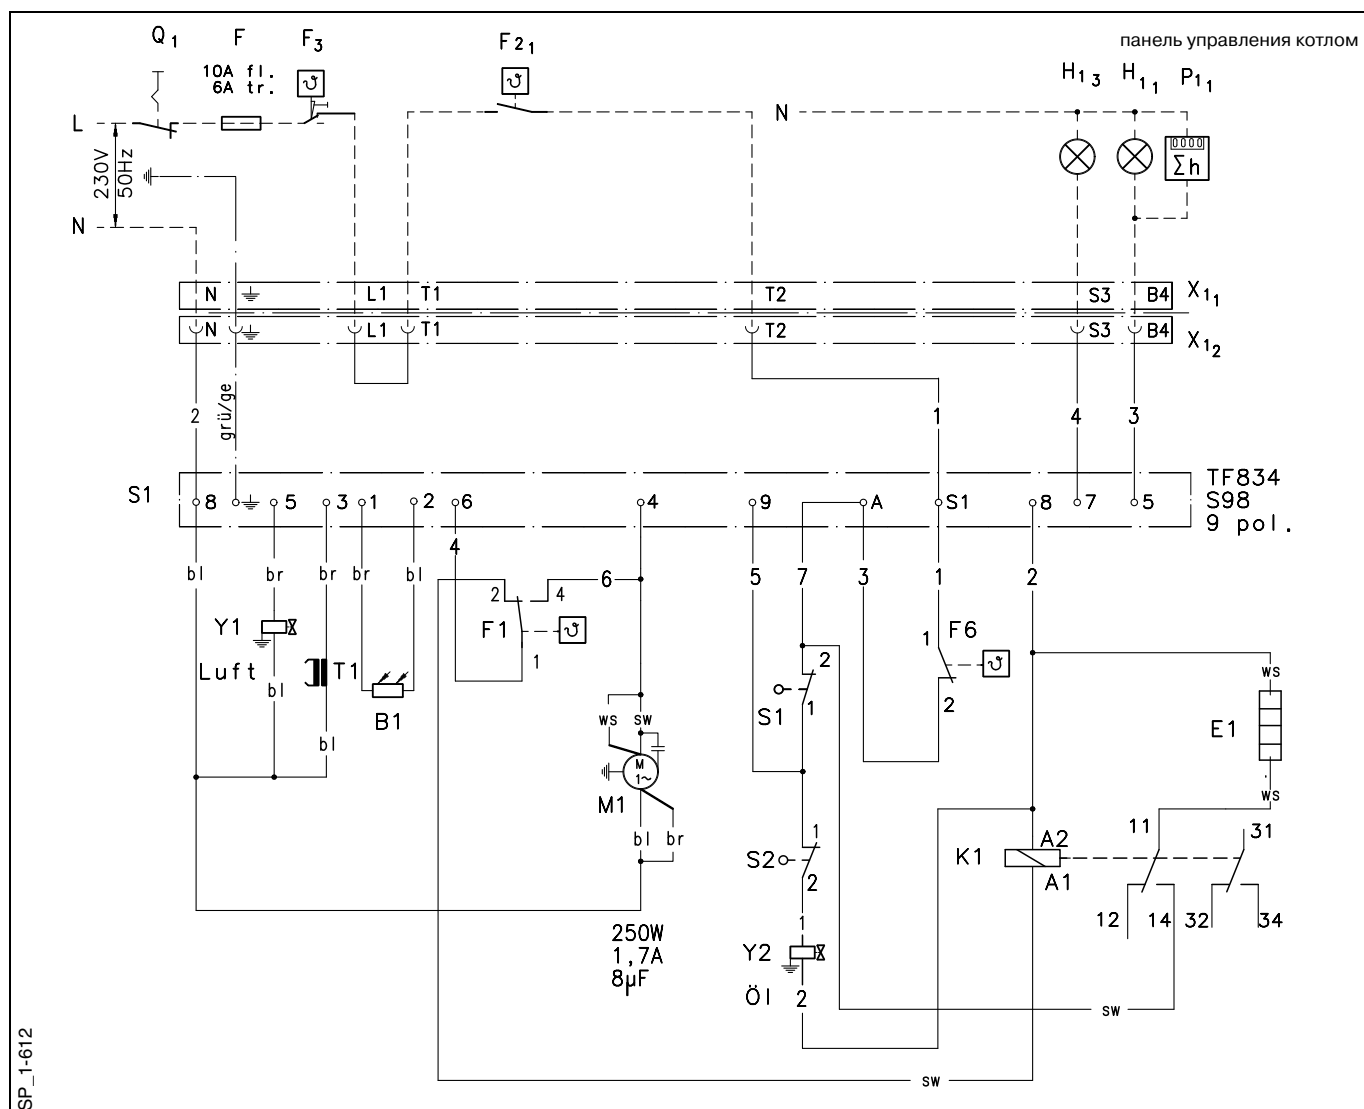 панель управления котлом
Q1 F F3 F21 H13 H11 P11
10A fl.
6A tr.
ϑ ϑ
L N
0000
Σh
230V
50Hz
N
N L1 T1 T2 S3 B4 X11
N L1 T1 T2 S3 B4 X12
2 grü/ge 1 4 3
S1 8 5 3 1 2 6 4 9 A S1 8 7 5
TF834
S98
9 pol.
4
bl br br br bl 6 5 7 3 1 2
2 4
Y1 F1 ϑ 1 F6
Luft T1 1 2 ϑ
bl B1 S1 1 2 ws
ws sw E1
bl M
1~
M1 ws
bl br 1 11 31
S2 K1 A2
2 A1
1 12 14 32 34
250W
1,7A
8µF
Y2
Öl 2
sw
sw
SP_1-612